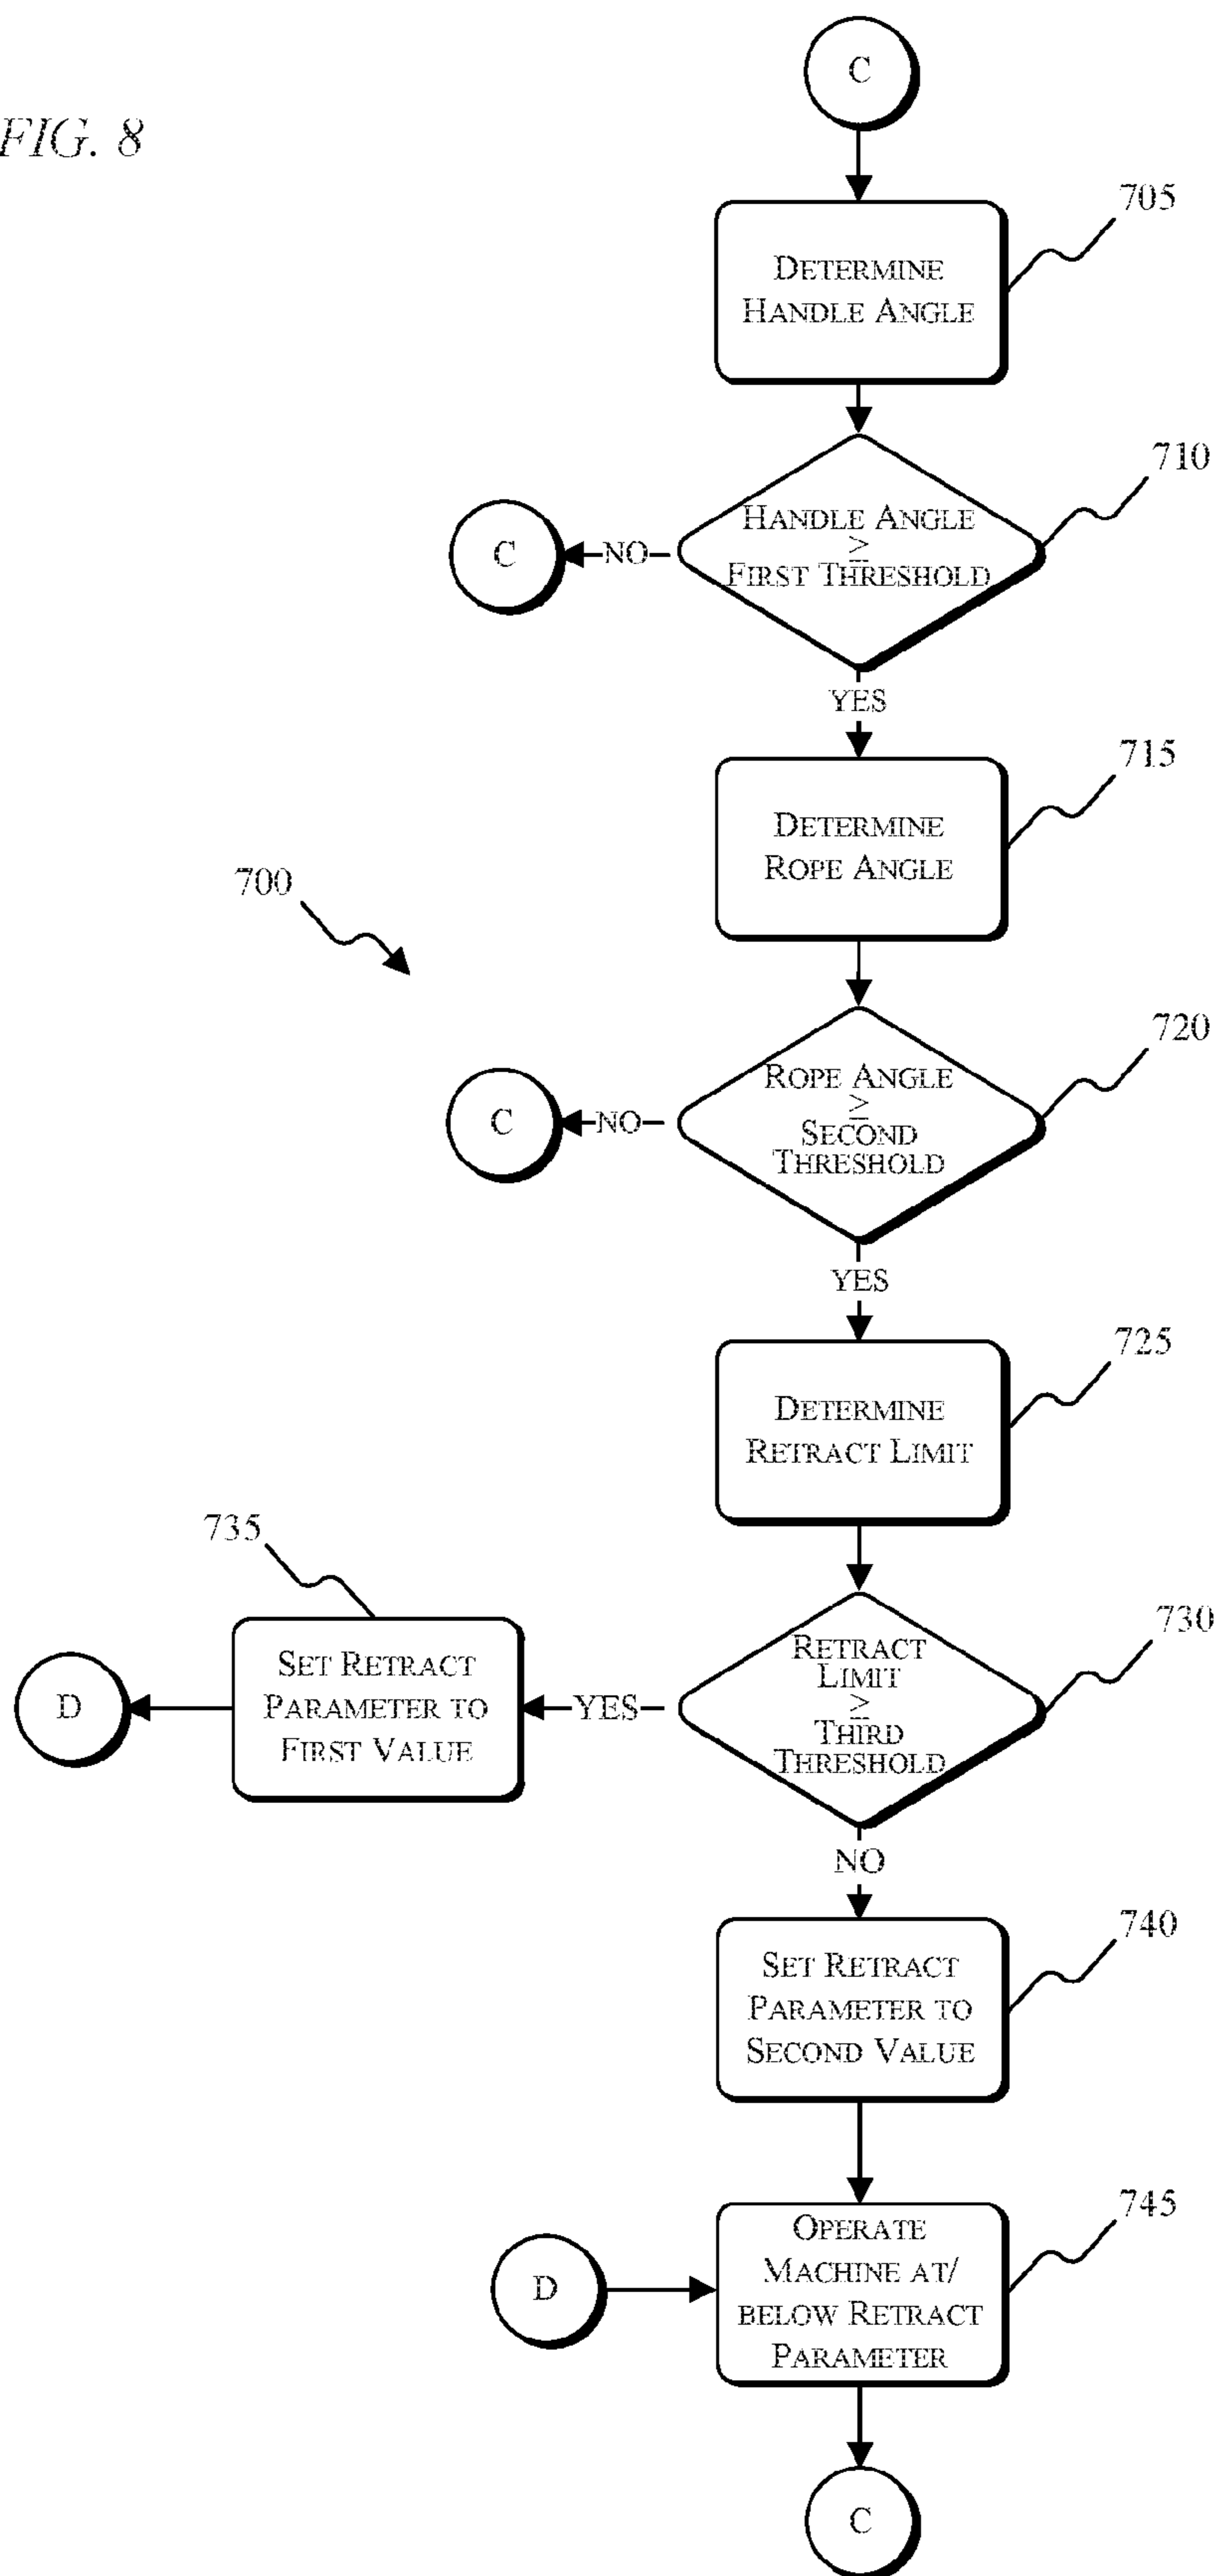 C
FIG. 8
705
DETERMINE
HANDLE ANGLE
710
HANDLE ANGLE
≥
FIRST THRESHOLD
C
NO
YES
715
DETERMINE
ROPE ANGLE
700
720
ROPE ANGLE
≥
SECOND
THRESHOLD
C
NO
YES
725
DETERMINE
RETRACT LIMIT
735
730
RETRACT
LIMIT
≥
THIRD
THRESHOLD
YES
SET RETRACT
PARAMETER TO
FIRST VALUE
D
NO
740
SET RETRACT
PARAMETER TO
SECOND VALUE
745
OPERATE
MACHINE AT/
BELOW RETRACT
PARAMETER
D
C